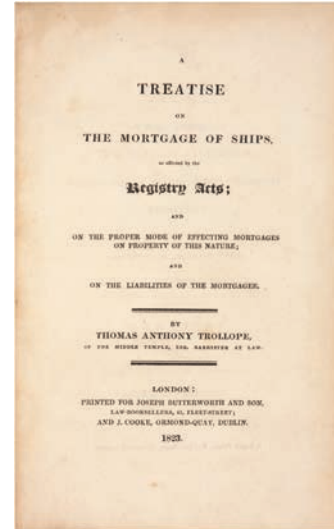 A
TREATISE
ON
THE MORTGAGE OF SHIPS,
as affected by the
Registry Acts;
AND
ON THE PROPER MODE OF EFFECTING MORTGAGES
ON PROPERTY OF THIS NATURE;
AND
ON THE LIABILITIES OF THE MORTGAGEE.
BY
THOMAS ANTHONY TROLLOPE,
OF THE MIDDLE TEMPLE, ESQ. BARRISTER AT LAW.
LONDON:
PRINTED FOR JOSEPH BUTTERWORTH AND SON,
LAW-BOOKSELLERS, 43, FLEET-STREET;
AND J. COOKE, ORMOND-QUAY, DUBLIN.
1823.